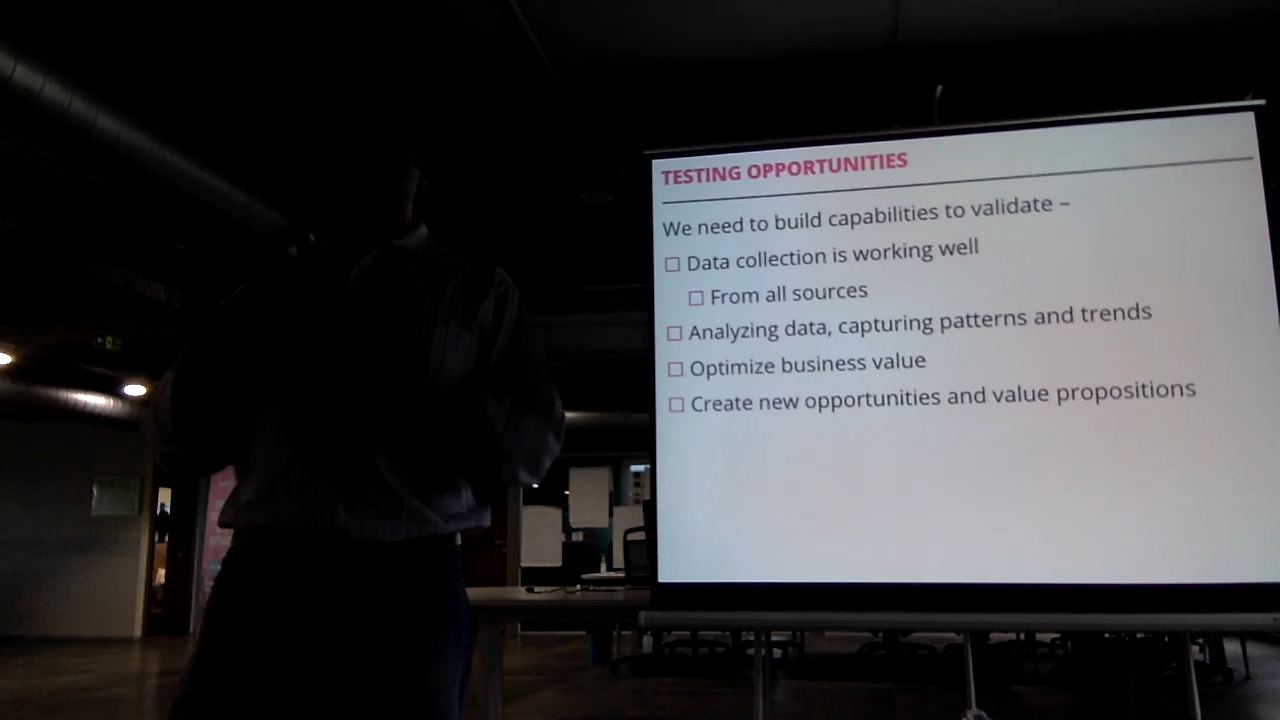 TESTING OPPORTUNITIES
We need to build capabilities to validate –
Data collection is working well
From all sources
Analyzing data, capturing patterns and trends
Optimize business value
Create new opportunities and value propositions